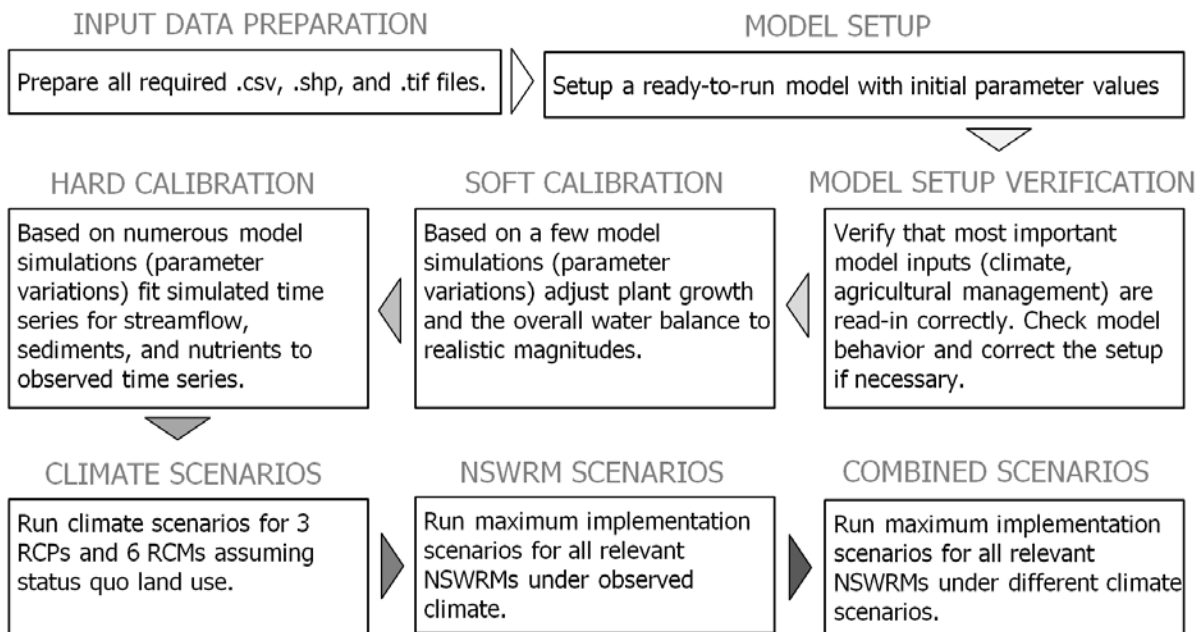 INPUT DATA PREPARATION
Prepare all required .csv, .shp, and .tif files.
MODEL SETUP
Setup a ready-to-run model with initial parameter values
MODEL SETUP VERIFICATION
Verify that most important
model inputs (climate,
agricultural management) are
read-in correctly. Check model
behavior and correct the setup
if necessary.
SOFT CALIBRATION
Based on a few model
simulations (parameter
variations) adjust plant growth
and the overall water balance to
realistic magnitudes.
HARD CALIBRATION
Based on numerous model
simulations (parameter
variations) fit simulated time
series for streamflow,
sediments, and nutrients to
observed time series.
CLIMATE SCENARIOS
Run climate scenarios for 3
RCPs and 6 RCMs assuming
status quo land use.
NSWRM SCENARIOS
Run maximum implementation
scenarios for all relevant
NSWRMs under observed
climate.
COMBINED SCENARIOS
Run maximum implementation
scenarios for all relevant
NSWRMs under different climate
scenarios.